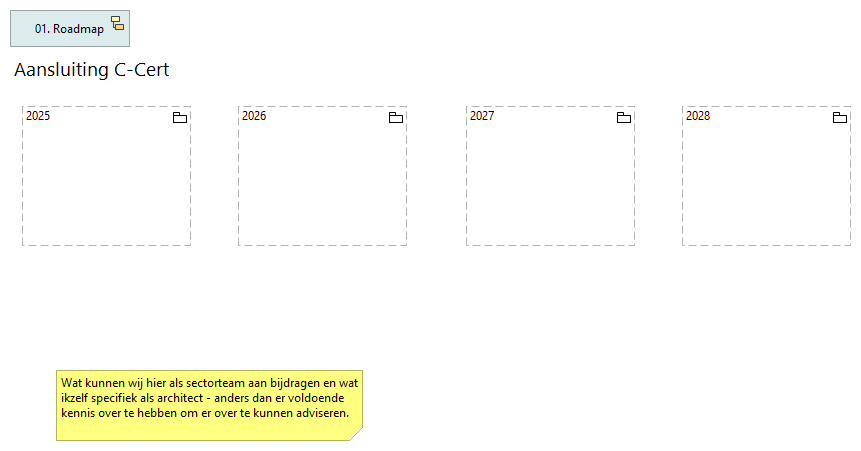 01. Roadmap
Aansluiting C-Cert
2025
2026
2027
2028
Wat kunnen wij hier als sectorteam aan bijdragen en wat
ikzelf specifiek als architect - anders dan er voldoende
kennis over te hebben om er over te kunnen adviseren.